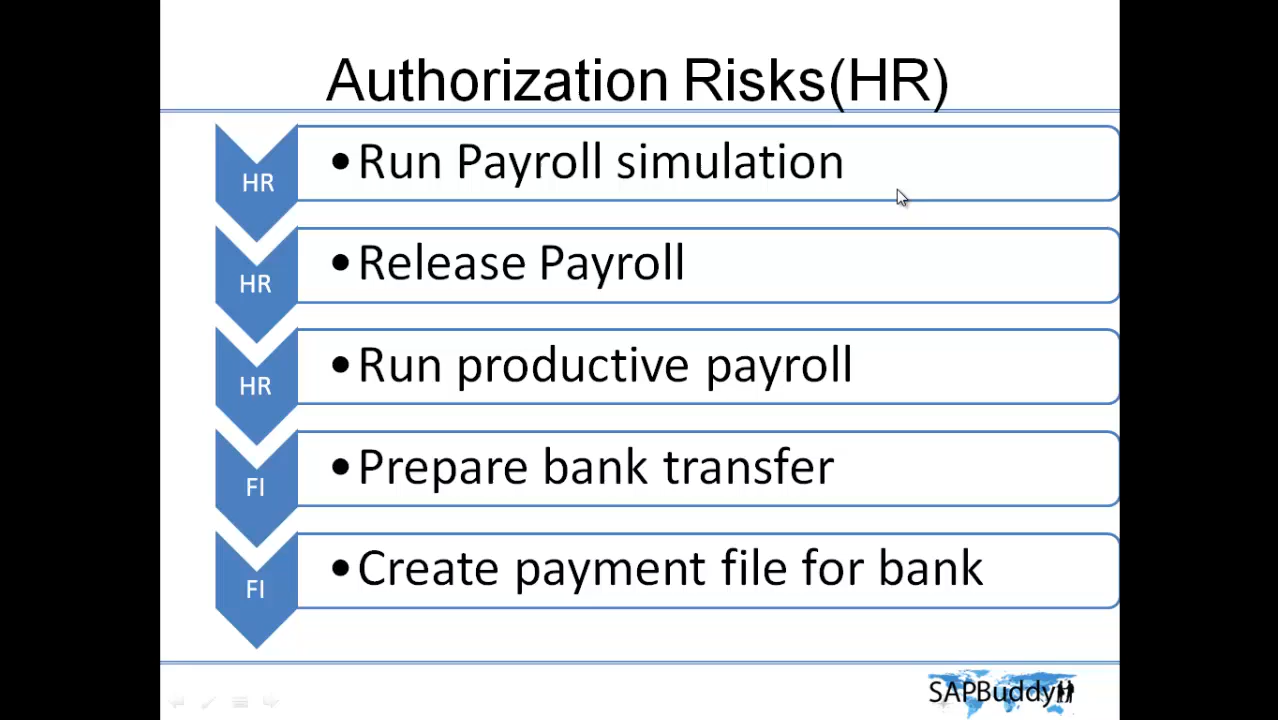 Authorization Risks(HR)
HR
•Run Payroll simulation
HR
•Release Payroll
HR
•Run productive payroll
FI
•Prepare bank transfer
FI
•Create payment file for bank
SAPBuddy